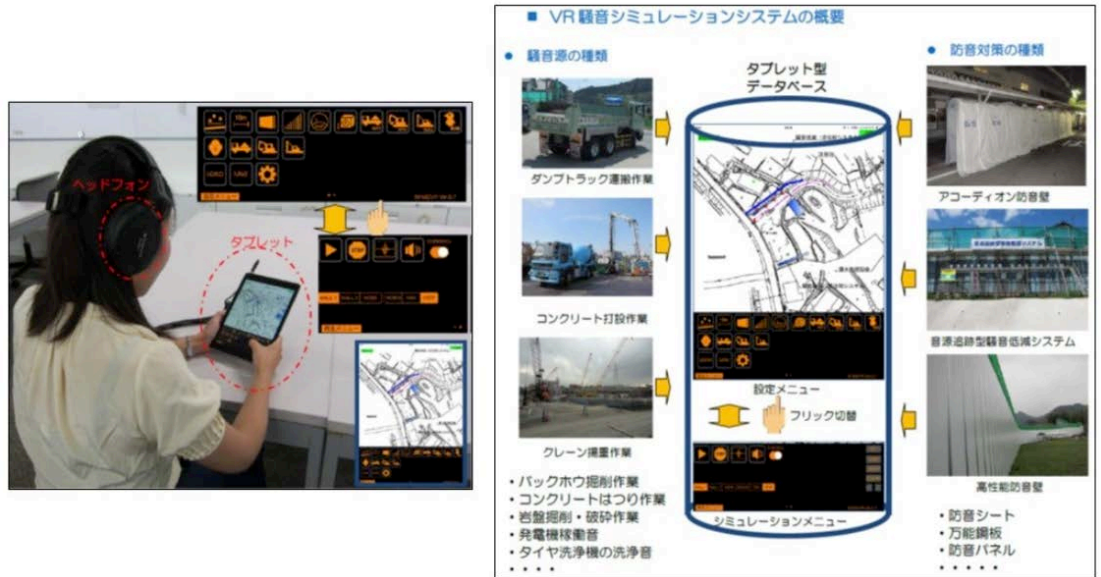 ヘッドフォン
タブレット
10m
STOP
■ VR騒音シミュレーションシステムの概要
● 騒音源の種類
ダンプトラック運搬作業
コンクリート打設作業
クレーン揚重作業
・バックホウ掘削作業
・コンクリートはつり作業
・岩盤掘削・破砕作業
・発電機稼働音
・タイヤ洗浄機の洗浄音
・・・・
タブレット型
データベース
設定メニュー
フリック切替
シミュレーションメニュー
● 防音対策の種類
アコーディオン防音壁
音源追跡型騒音低減システム
高性能防音壁
・防音シート
・万能鋼板
・防音パネル
・・・・・